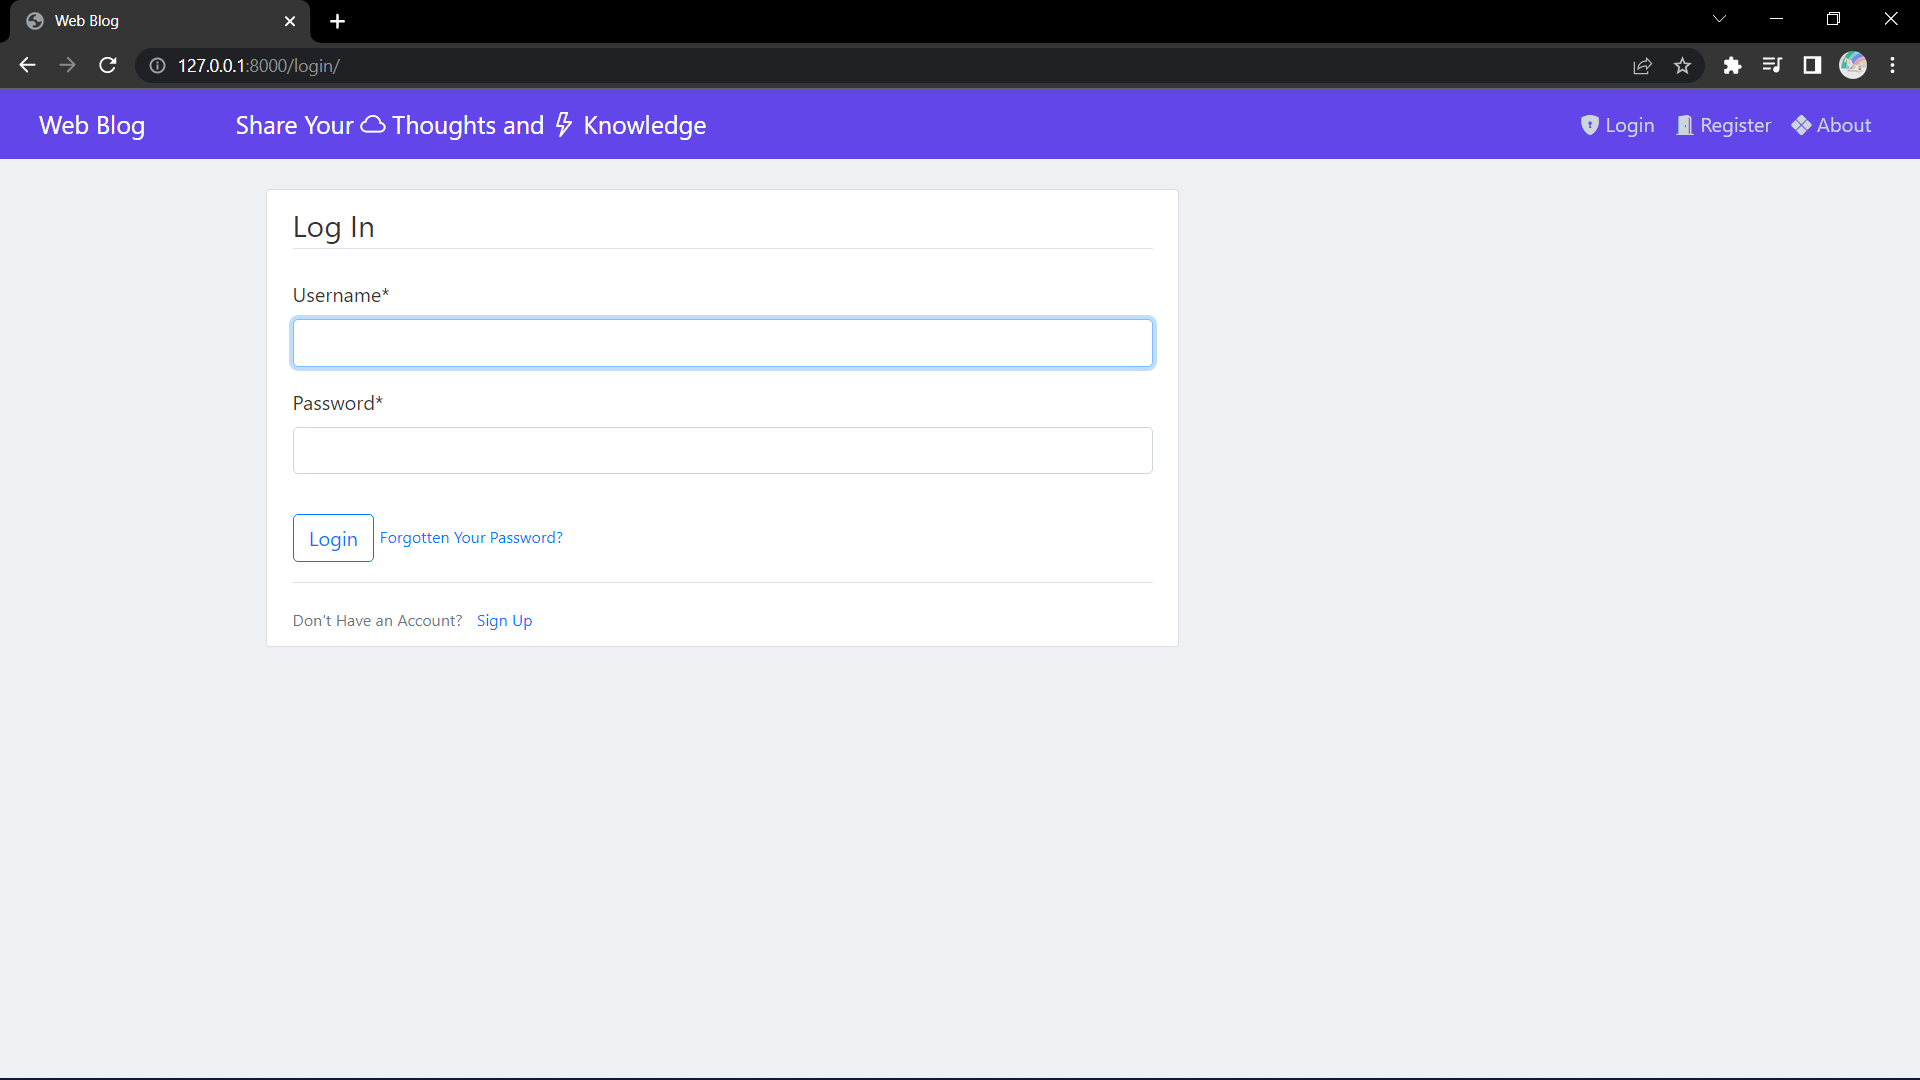 Web Blog
127.0.0.1:8000/login/
Web Blog Share Your Thoughts and Knowledge Login Register About
Log In
Username*
Password*
Login Forgotten Your Password?
Don't Have an Account? Sign Up